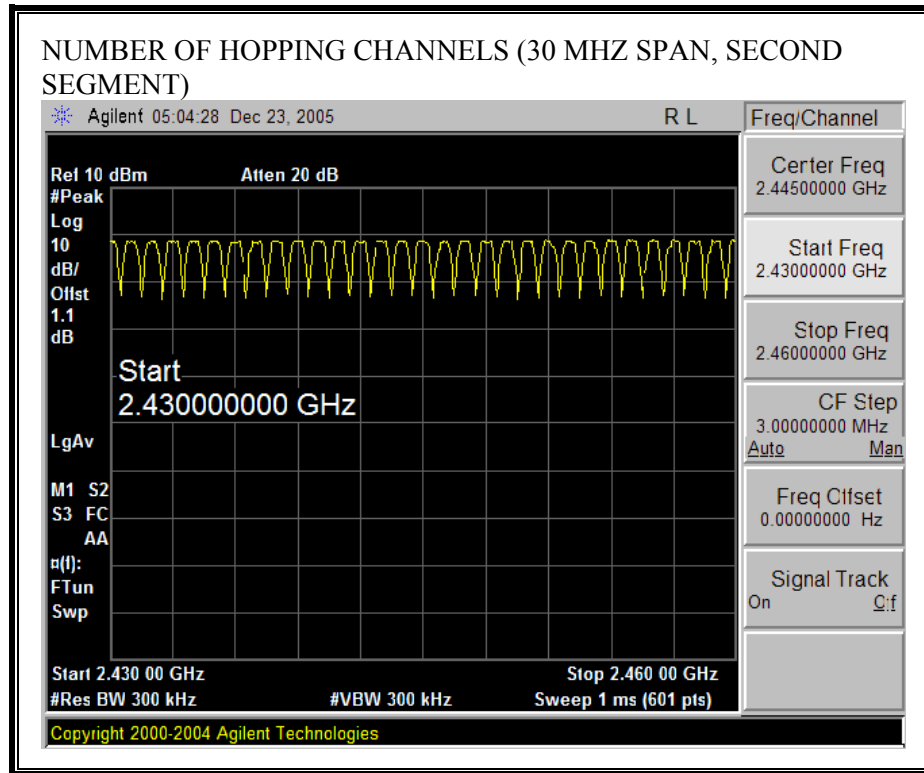 NUMBER OF HOPPING CHANNELS (30 MHZ SPAN, SECOND
SEGMENT)
Agilent 05:04:28 Dec 23, 2005 R L
Freq/Channel
Ref 10 dBm Atten 20 dB
#Peak
Log
10
dB/
Offst
1.1
dB
LgAv
M1 S2
S3 FC
AA
¤(f):
FTun
Swp
Start
2.430000000 GHz
Start 2.430 00 GHz Stop 2.460 00 GHz
#Res BW 300 kHz #VBW 300 kHz Sweep 1 ms (601 pts)
Copyright 2000-2004 Agilent Technologies
Center Freq
2.44500000 GHz
Start Freq
2.43000000 GHz
Stop Freq
2.46000000 GHz
CF Step
3.00000000 MHz
Auto Man
Freq Offset
0.00000000 Hz
Signal Track
On Off